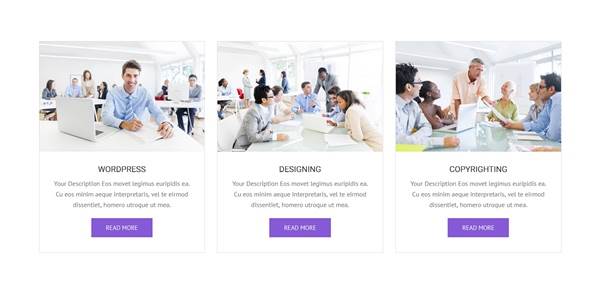 WORDPRESS
Your Description Eos movet legimus euripidis ea.
Cu eos minim aeque interpretaris, vel te eirmod
dissentiet, homero utroque ut mea.
READ MORE
DESIGNING
Your Description Eos movet legimus euripidis ea.
Cu eos minim aeque interpretaris, vel te eirmod
dissentiet, homero utroque ut mea.
READ MORE
COPYRIGHTING
Your Description Eos movet legimus euripidis ea.
Cu eos minim aeque interpretaris, vel te eirmod
dissentiet, homero utroque ut mea.
READ MORE